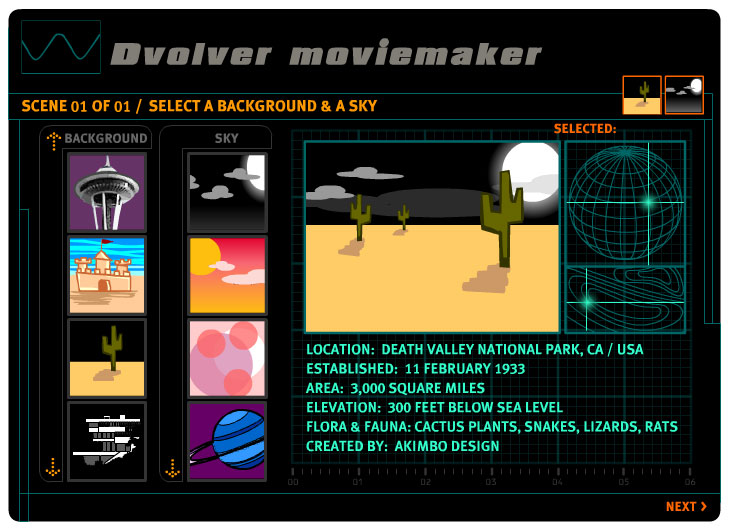 Dvolver moviemaker
SCENE 01 OF 01 / SELECT A BACKGROUND & A SKY
SELECTED:
BACKGROUND
SKY
LOCATION: DEATH VALLEY NATIONAL PARK, CA / USA
ESTABLISHED: 11 FEBRUARY 1933
AREA: 3,000 SQUARE MILES
ELEVATION: 300 FEET BELOW SEA LEVEL
FLORA & FAUNA: CACTUS PLANTS, SNAKES, LIZARDS, RATS
CREATED BY: AKIMBO DESIGN
00 01 02 03 04 05 06
NEXT >